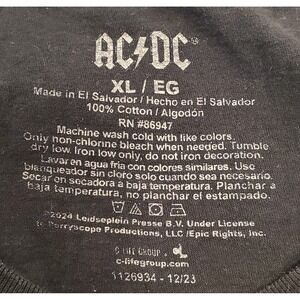 AC⚡DC®
XL / EG
Made in El Salvador / Hecho en El Salvador
100% Cotton / Algodón
RN #86947
Machine wash cold with like colors.
Only non-chlorine bleach when needed. Tumble
dry low. Iron low only, do not iron decoration.
Lavar en agua fria con colores similares. Use
blanqueador sin cloro solo cuando sea necesario.
Secar en secadora a baja temperatura. Planchar a
baja temperatura, no planchar el estampado.
©2024 Leidseplein Presse B.V. Under License
to Perryscope Productions, LLC /Epic Rights, Inc.
C-LIFE GROUP
c-lifegroup.com
1126934 - 12/23